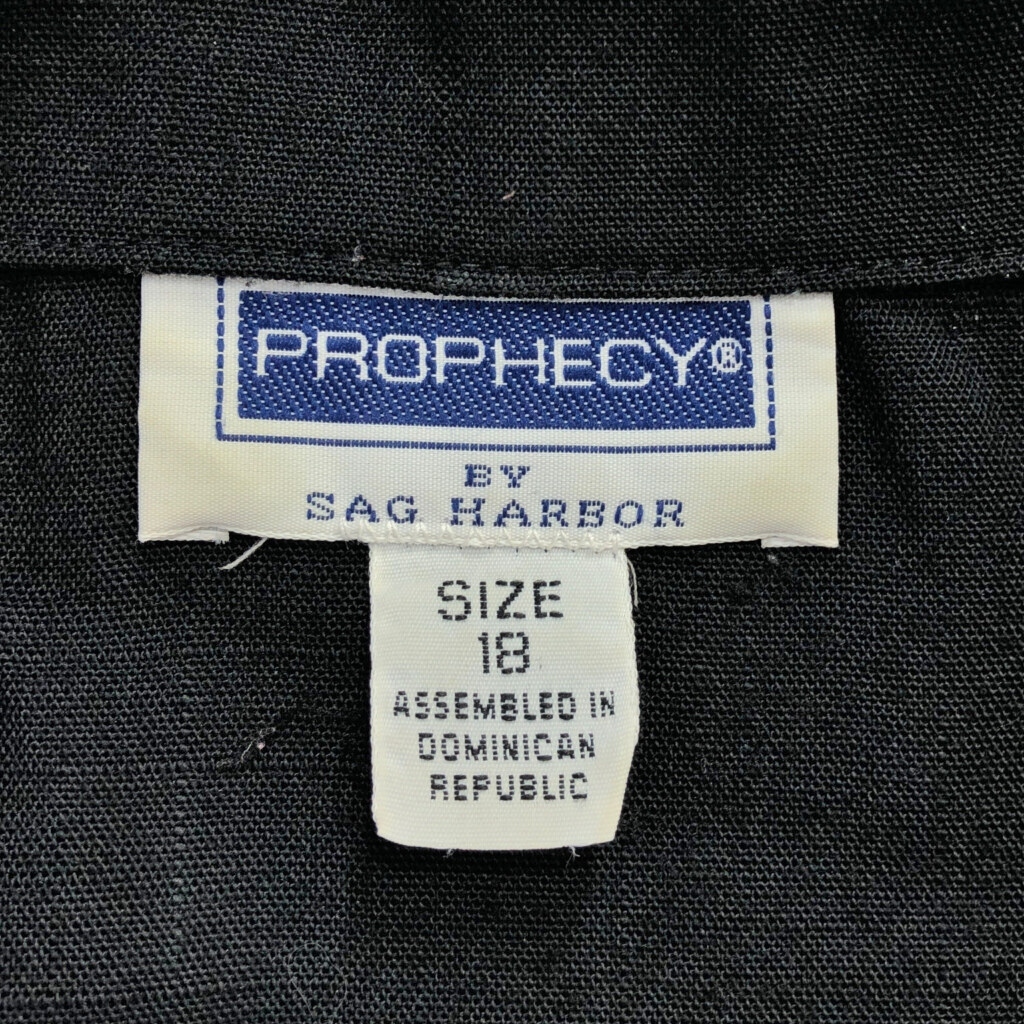 PROPHECY®
BY
SAG HARBOR
SIZE
18
ASSEMBLED IN
DOMINICAN
REPUBLIC